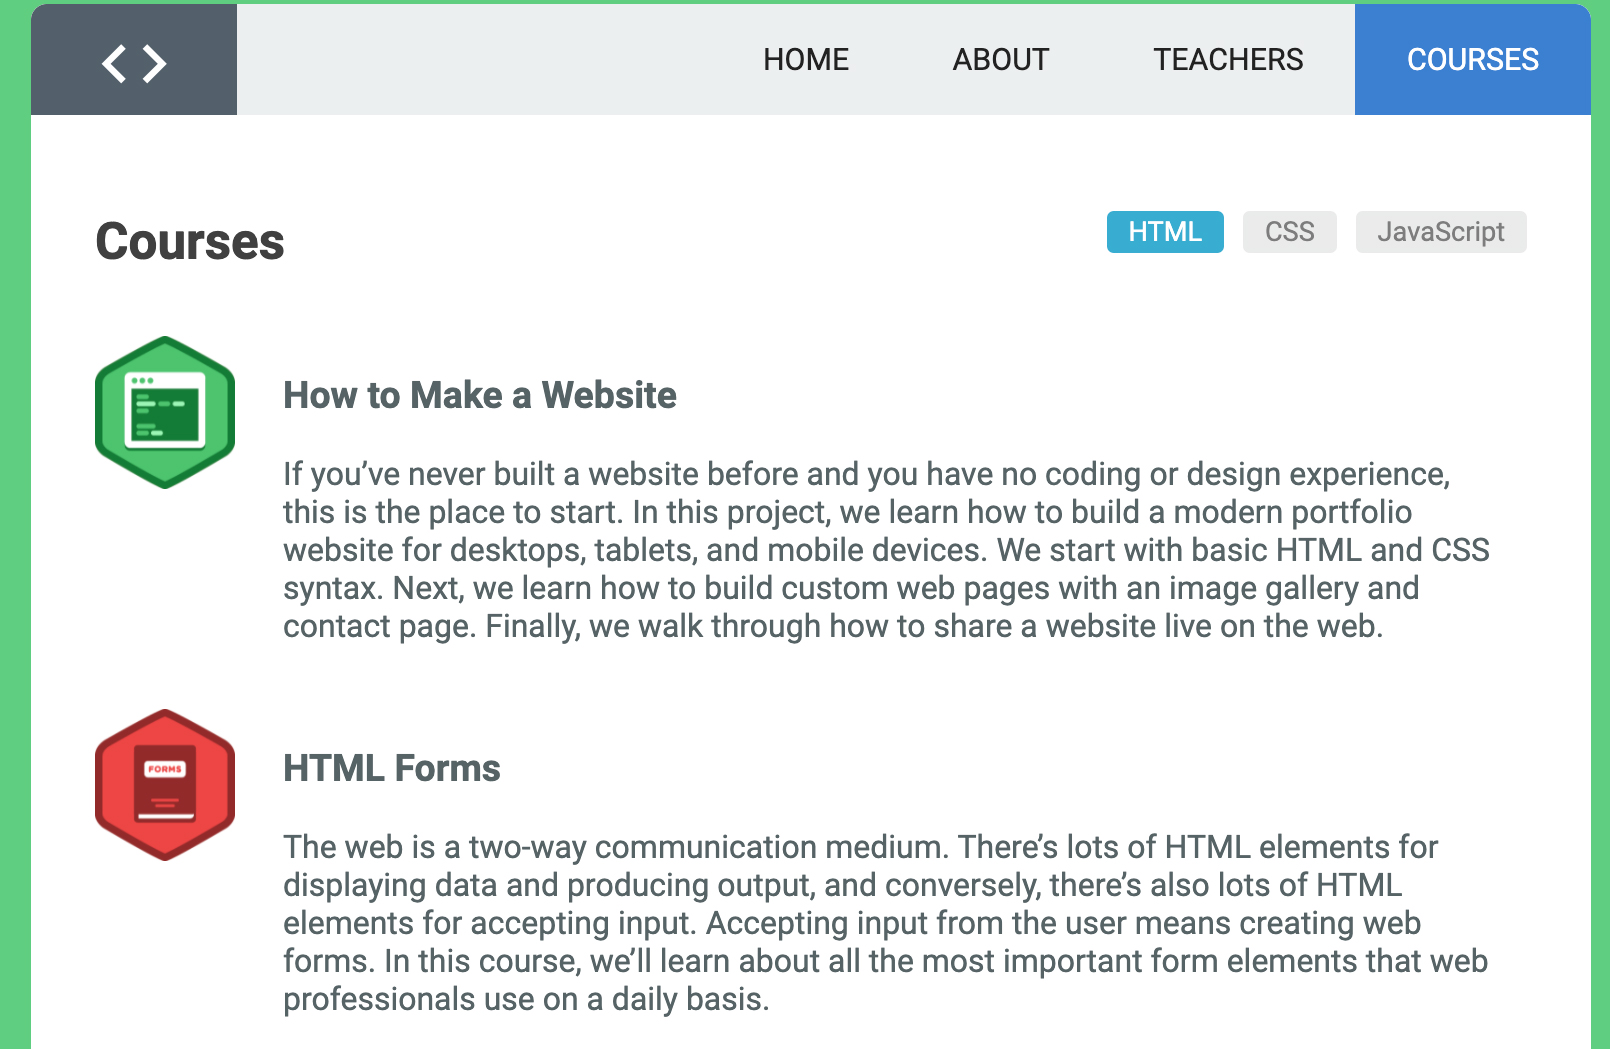 < >
HOME ABOUT TEACHERS COURSES
Courses
HTML CSS JavaScript
How to Make a Website
If you’ve never built a website before and you have no coding or design experience,
this is the place to start. In this project, we learn how to build a modern portfolio
website for desktops, tablets, and mobile devices. We start with basic HTML and CSS
syntax. Next, we learn how to build custom web pages with an image gallery and
contact page. Finally, we walk through how to share a website live on the web.
FORMS
HTML Forms
The web is a two-way communication medium. There’s lots of HTML elements for
displaying data and producing output, and conversely, there’s also lots of HTML
elements for accepting input. Accepting input from the user means creating web
forms. In this course, we’ll learn about all the most important form elements that web
professionals use on a daily basis.